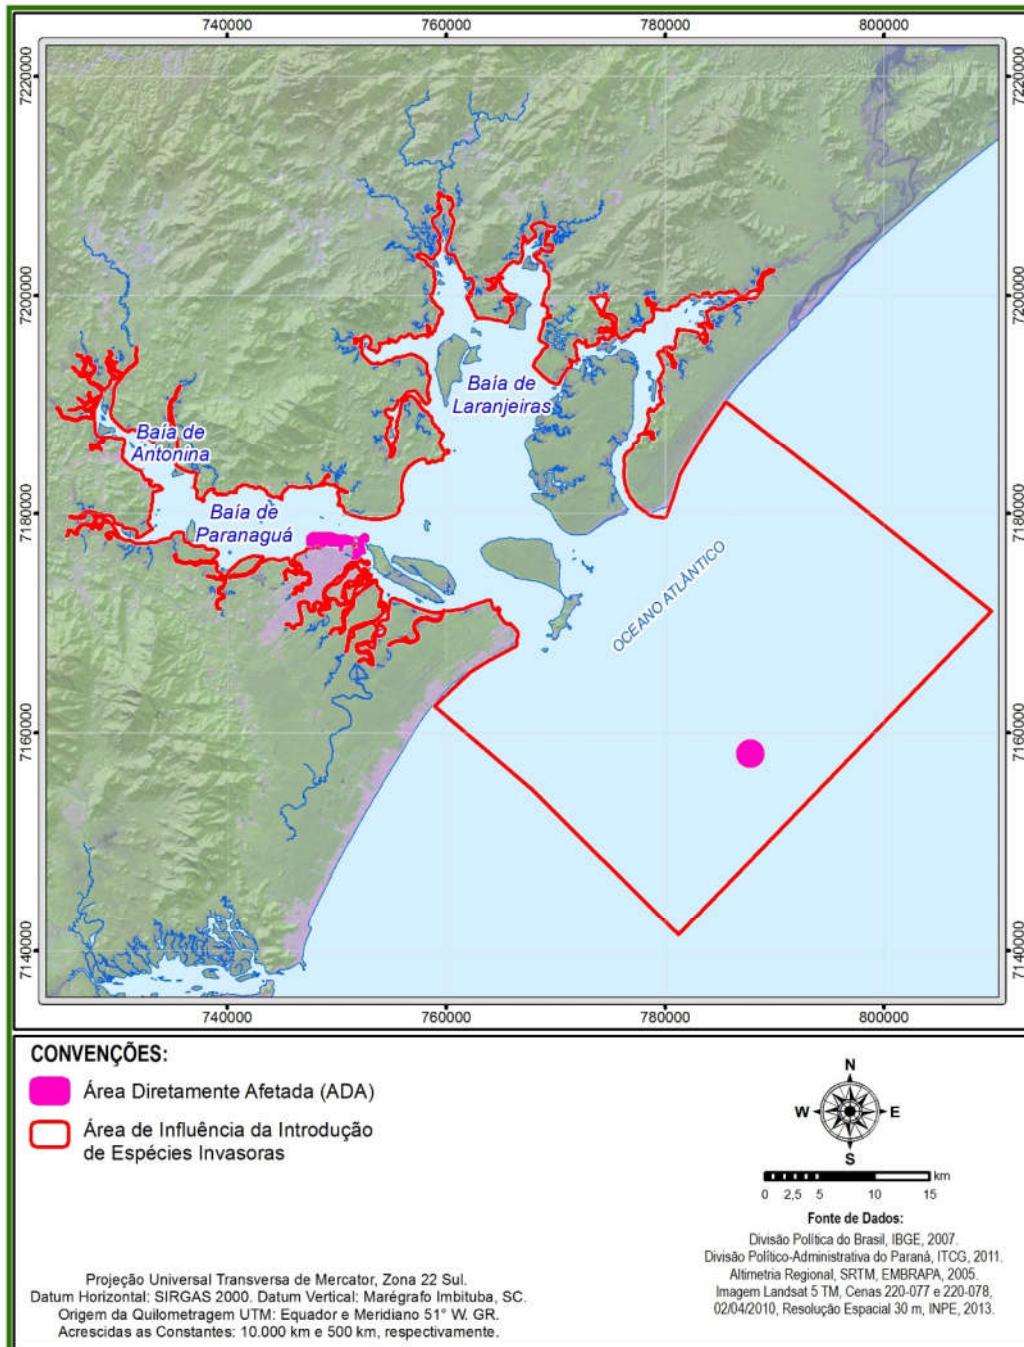 740000 760000 780000 800000
7220000 7220000
7200000 7200000
Baía de
Laranjeiras
Baía de
Antonina
7180000 7180000
Baía de
Paranaguá
OCEANO ATLÂNTICO
7160000 7160000
7140000 7140000
740000 760000 780000 800000
CONVENÇÕES:
Área Diretamente Afetada (ADA)
Área de Influência da Introdução
de Espécies Invasoras
N
W E
S
km
0 2,5 5 10 15
Fonte de Dados:
Divisão Política do Brasil, IBGE, 2007.
Divisão Político-Administrativa do Paraná, ITCG, 2011.
Altimetria Regional, SRTM, EMBRAPA, 2005.
Imagem Landsat 5 TM, Cenas 220-077 e 220-078,
02/04/2010, Resolução Espacial 30 m, INPE, 2013.
Projeção Universal Transversa de Mercator, Zona 22 Sul.
Datum Horizontal: SIRGAS 2000. Datum Vertical: Marégrafo Imbituba, SC.
Origem da Quilometragem UTM: Equador e Meridiano 51° W. GR.
Acrescidas as Constantes: 10.000 km e 500 km, respectivamente.